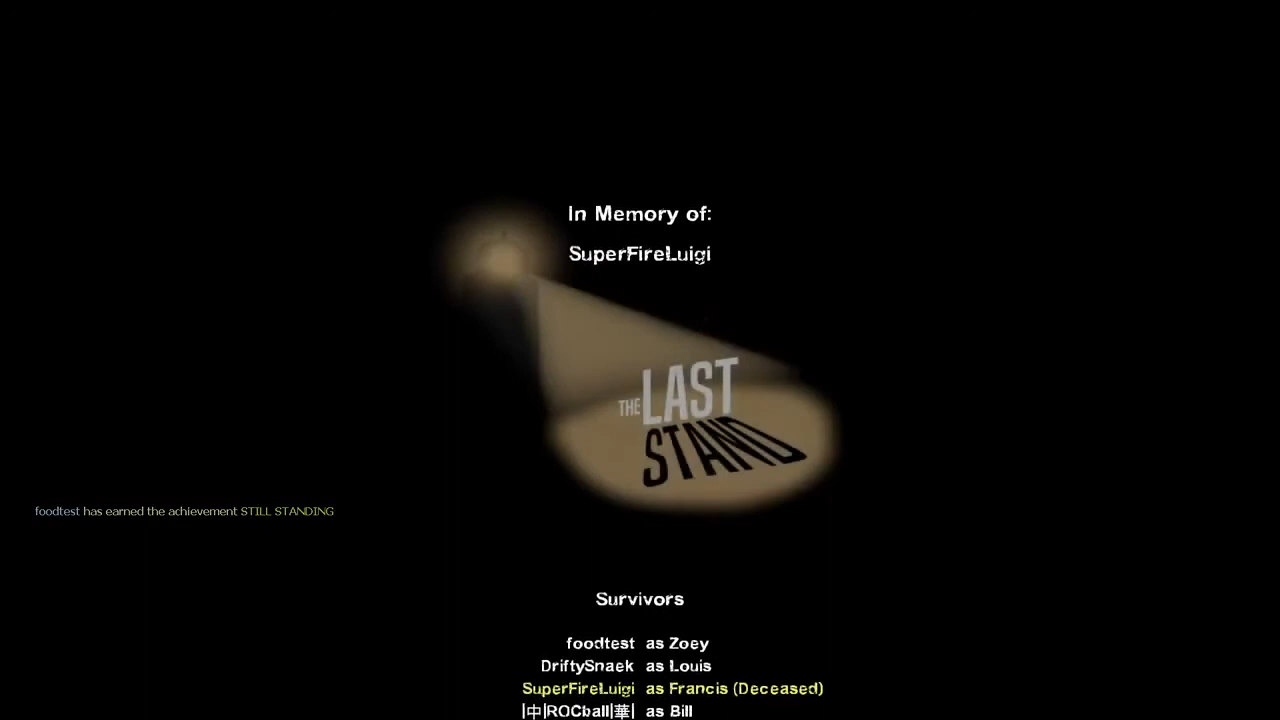 In Memory of:
SuperFireLuigi
THE LAST
STAND
foodtest has earned the achievement STILL STANDING
Survivors
foodtest as Zoey
DriftySnaek as Louis
SuperFireLuigi as Francis (Deceased)
|中|ROCball|華| as Bill